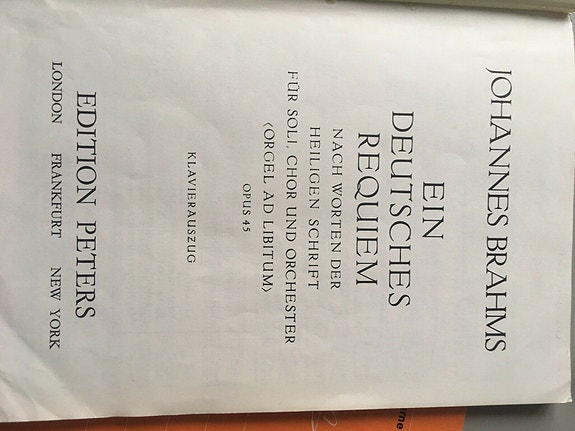 JOHANNES BRAHMS
EIN
DEUTSCHES
REQUIEM
NACH WORTEN DER
HEILIGEN SCHRIFT
FÜR SOLI, CHOR UND ORCHESTER
(ORGEL AD LIBITUM)
OPUS 45
KLAVIERAUSZUG
EDITION PETERS
LONDON FRANKFURT NEW YORK